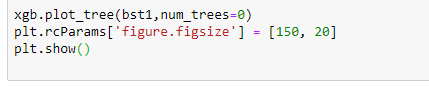 xgb.plot_tree(bst1,num_trees=0)
plt.rcParams['figure.figsize'] = [150, 20]
plt.show()